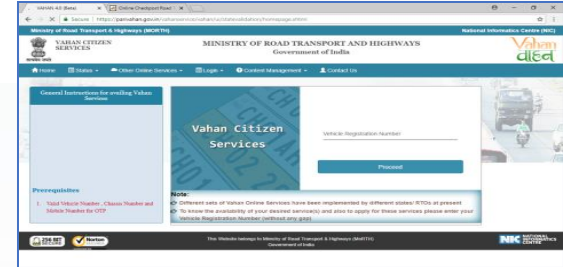 VAHAN 4.0 (Beta)
Online Checkpost Road
Secure | https://parivahan.gov.in/vahanservice/vahan/ui/statevalidation/homepage.xhtml
Ministry of Road Transport & Highways (MORTH)
National Informatics Centre (NIC)
VAHAN CITIZEN
SERVICES
MINISTRY OF ROAD TRANSPORT AND HIGHWAYS
Government of India
Vahan
वाहन
Home
Status
Other Online Services
Login
Content Management
Contact Us
General Instructions for availing Vahan
Services
Vahan Citizen
Services
Vehicle Registration Number
Proceed
Prerequisites
1. Valid Vehicle Number , Chassis Number and
Mobile Number for OTP
Note:
Different sets of Vahan Online Services have been implemented by different states/ RTOs at present
To know the availability of your desired service(s) and also to apply for these services please enter your
Vehicle Registration Number (without any gap)
256 BIT
SECURE
Norton
This Website belongs to Ministry of Road Transport & Highways (MoRTH)
Government of India
NIC NATIONAL
INFORMATICS
CENTRE